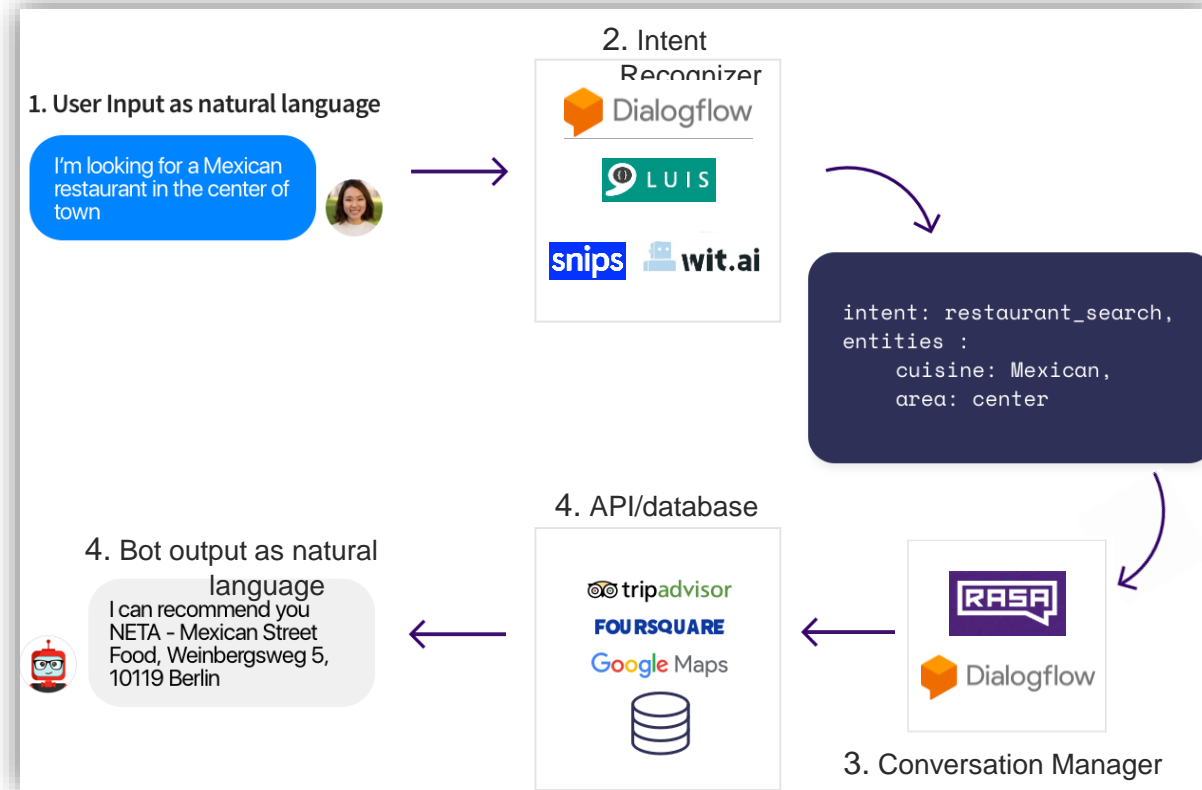 1. User Input as natural language
I'm looking for a Mexican
restaurant in the center of
town
2. Intent
Recognizer
Dialogflow
LUIS
snips
wit.ai
intent: restaurant_search,
entities :
cuisine: Mexican,
area: center
RASA
Dialogflow
3. Conversation Manager
4. API/database
tripadvisor
FOURSQUARE
Google Maps
4. Bot output as natural
language
I can recommend you
NETA - Mexican Street
Food, Weinbergsweg 5,
10119 Berlin